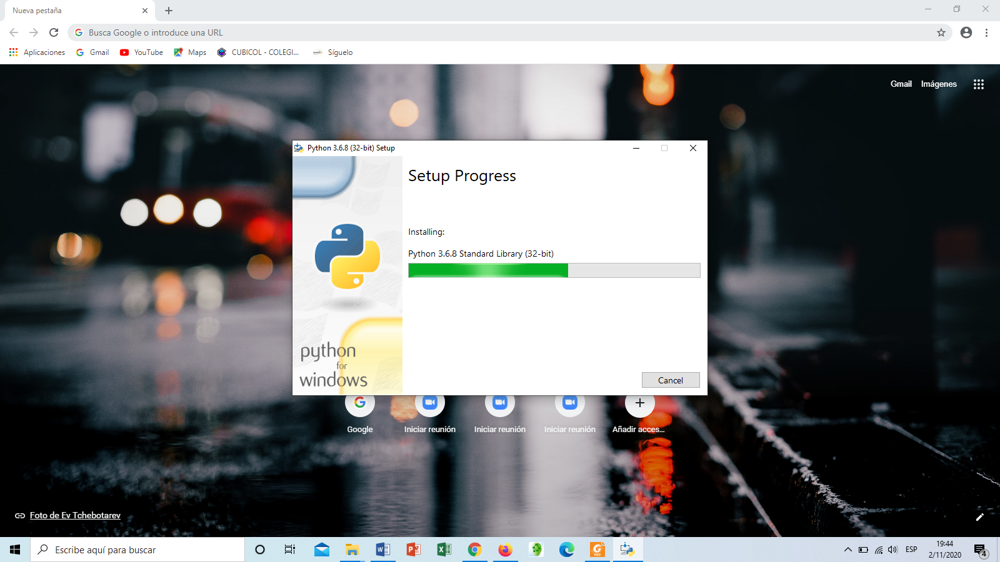 Nueva pestaña
Busca Google o introduce una URL
Aplicaciones
Gmail
YouTube
Maps
CUBICOL - COLEGI...
Síguelo
Gmail
Imágenes
Python 3.6.8 (32-bit) Setup
Setup Progress
Installing:
Python 3.6.8 Standard Library (32-bit)
python
for
windows
Cancel
Google
Iniciar reunión
Iniciar reunión
Iniciar reunión
Añadir acces...
Foto de Ev Tchebotarev
Escribe aquí para buscar
ESP
19:44
2/11/2020
4